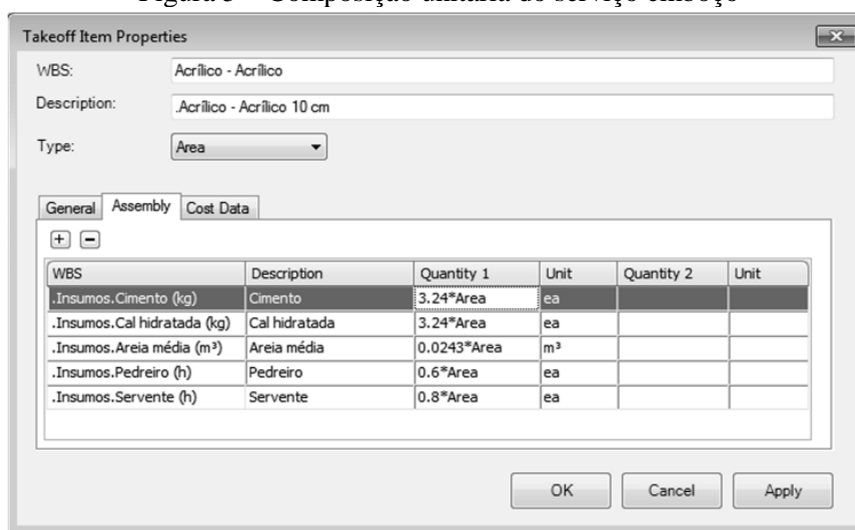 Figura 3 – Composição unitária do serviço emboço
Takeoff Item Properties
WBS: Acrílico - Acrílico
Description: .Acrílico - Acrílico 10 cm
Type: Area
General Assembly Cost Data
WBS Description Quantity 1 Unit Quantity 2 Unit
.Insumos.Cimento (kg) Cimento 3.24*Area ea
.Insumos.Cal hidratada (kg) Cal hidratada 3.24*Area ea
.Insumos.Areia média (m³) Areia média 0.0243*Area m³
.Insumos.Pedreiro (h) Pedreiro 0.6*Area ea
.Insumos.Servente (h) Servente 0.8*Area ea
OK Cancel Apply